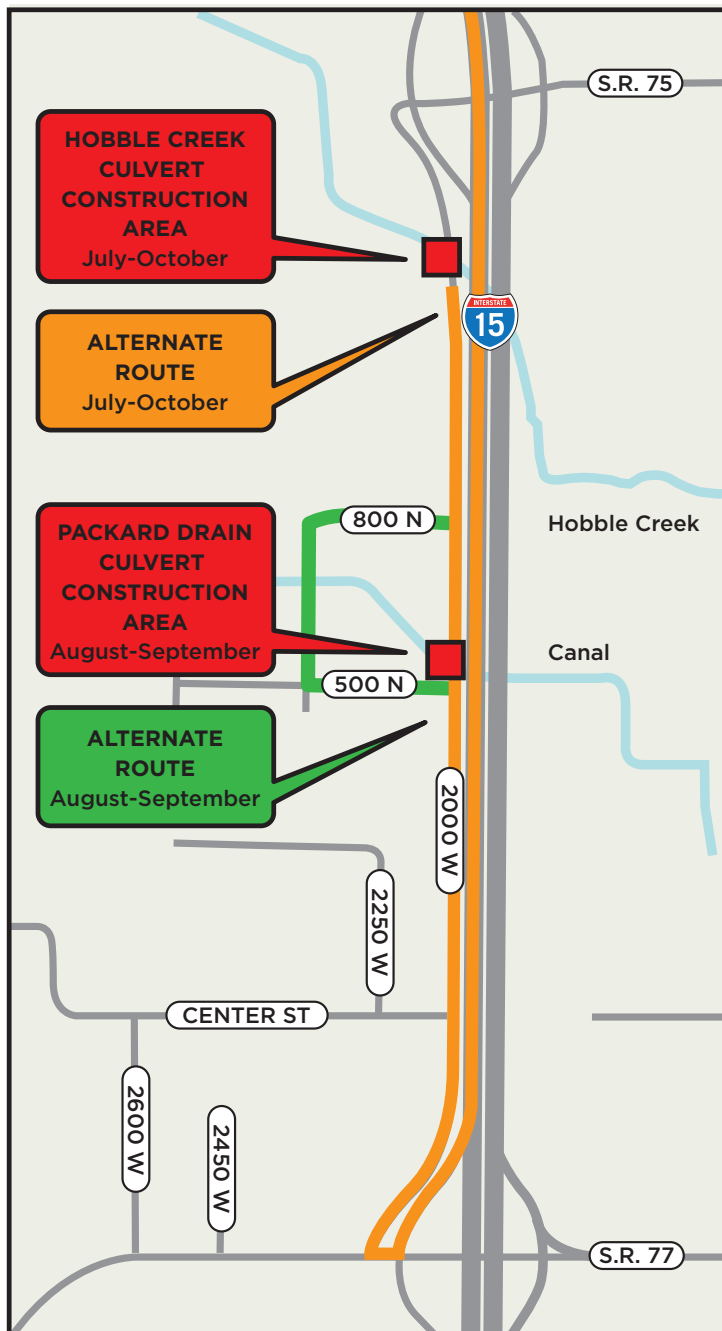 S.R. 75
HOBBLE CREEK
CULVERT
CONSTRUCTION
AREA
July-October
INTERSTATE
15
ALTERNATE
ROUTE
July-October
800 N
Hobble Creek
PACKARD DRAIN
CULVERT
CONSTRUCTION
AREA
August-September
Canal
500 N
ALTERNATE
ROUTE
August-September
2000 W
2250 W
CENTER ST
2600 W
2450 W
S.R. 77